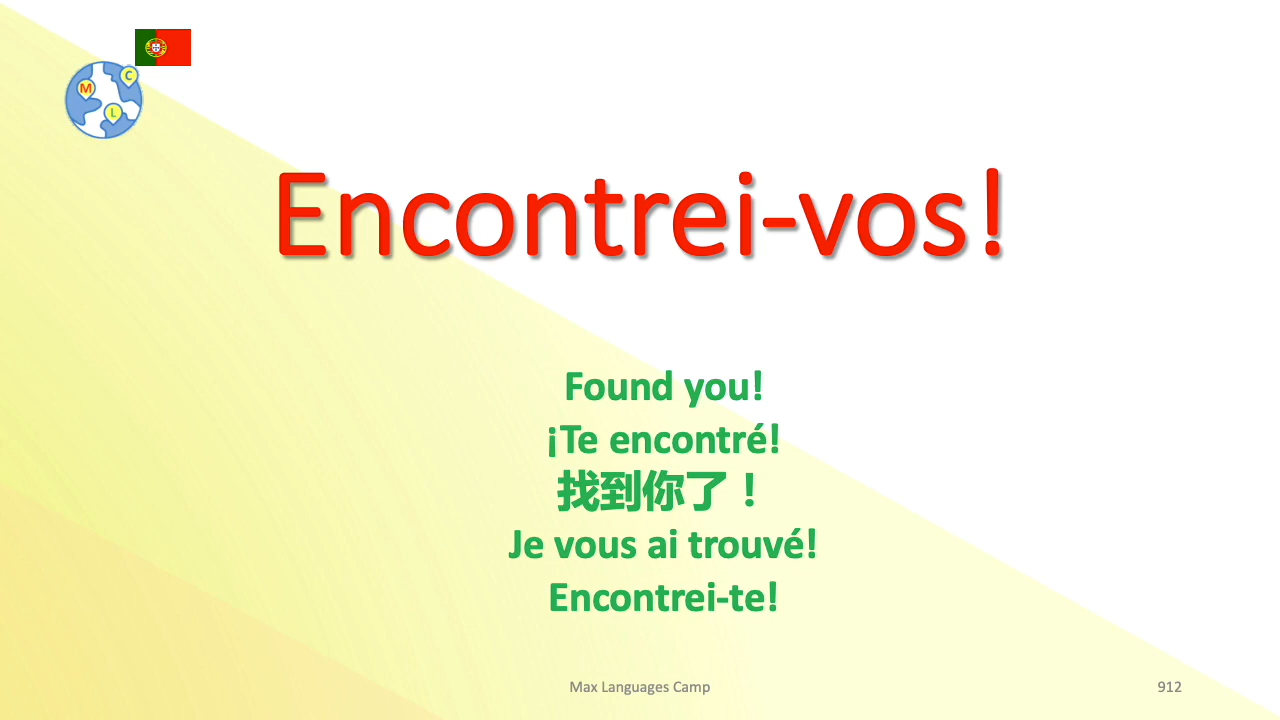 C
M
L
Encontrei-vos!
Found you!
¡Te encontré!
找到你了！
Je vous ai trouvé!
Encontrei-te!
Max Languages Camp
912